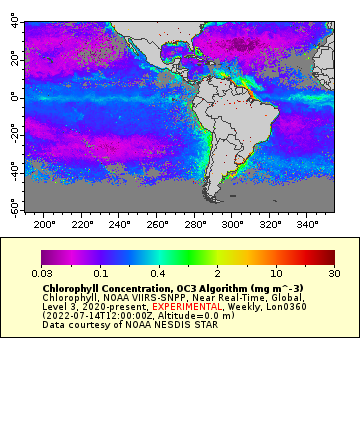 40°
20°
0°
-20°
-40°
-60°
200° 220° 240° 260° 280° 300° 320° 340°
0.03 0.1 0.4 2 10 30
Chlorophyll Concentration, OC3 Algorithm (mg m^-3)
Chlorophyll, NOAA VIIRS-SNPP, Near Real-Time, Global,
Level 3, 2020-present, EXPERIMENTAL, Weekly, Lon0360
(2022-07-14T12:00:00Z, Altitude=0.0 m)
Data courtesy of NOAA NESDIS STAR